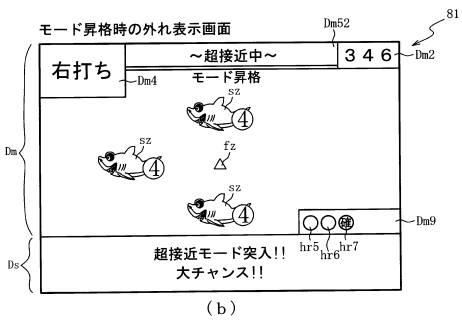 モード昇格時の外れ表示画面
Dm52
81
右打ち
～超接近中～
３４６
Dm2
Dm4
モード昇格
sz
④
Dm
sz
④
fz
sz
④
確
Dm9
hr5
hr6
hr7
Ds
超接近モード突入!!
大チャンス!!
(b)